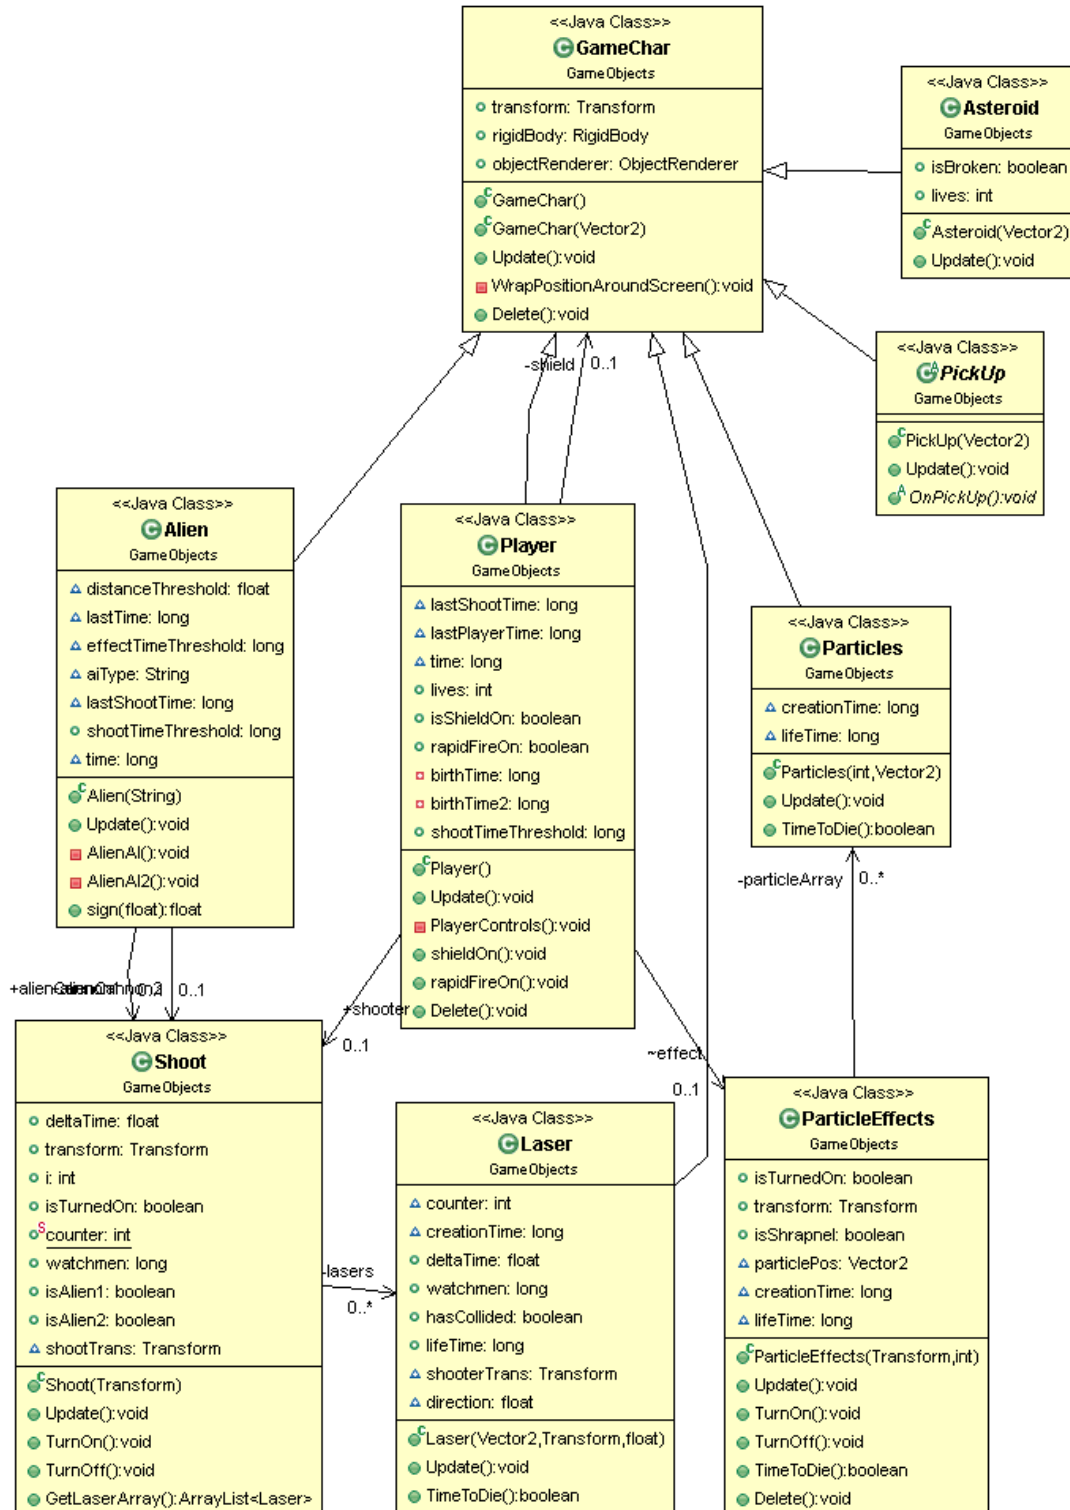 <<Java Class>>
GameChar
GameObjects
transform: Transform
rigidBody: RigidBody
objectRenderer: ObjectRenderer
GameChar()
GameChar(Vector2)
Update():void
WrapPositionAroundScreen():void
Delete():void
<<Java Class>>
Asteroid
GameObjects
isBroken: boolean
lives: int
Asteroid(Vector2)
Update():void
<<Java Class>>
PickUp
GameObjects
PickUp(Vector2)
Update():void
OnPickUp():void
-shield 0..1
<<Java Class>>
Alien
GameObjects
distanceThreshold: float
lastTime: long
effectTimeThreshold: long
aiType: String
lastShootTime: long
shootTimeThreshold: long
time: long
Alien(String)
Update():void
AlienAI():void
AlienAI2():void
sign(float):float
<<Java Class>>
Player
GameObjects
lastShootTime: long
lastPlayerTime: long
time: long
lives: int
isShieldOn: boolean
rapidFireOn: boolean
birthTime: long
birthTime2: long
shootTimeThreshold: long
Player()
Update():void
PlayerControls():void
shieldOn():void
rapidFireOn():void
Delete():void
<<Java Class>>
Particles
GameObjects
creationTime: long
lifeTime: long
Particles(int,Vector2)
Update():void
TimeToDie():boolean
-particleArray 0..*
0..1
+shooter
0..1
~effect
0..1
<<Java Class>>
Shoot
GameObjects
deltaTime: float
transform: Transform
i: int
isTurnedOn: boolean
counter: int
watchmen: long
isAlien1: boolean
isAlien2: boolean
shootTrans: Transform
Shoot(Transform)
Update():void
TurnOn():void
TurnOff():void
GetLaserArray():ArrayList<Laser>
-lasers
0..*
<<Java Class>>
Laser
GameObjects
counter: int
creationTime: long
deltaTime: float
watchmen: long
hasCollided: boolean
lifeTime: long
shooterTrans: Transform
direction: float
Laser(Vector2,Transform,float)
Update():void
TimeToDie():boolean
<<Java Class>>
ParticleEffects
GameObjects
isTurnedOn: boolean
transform: Transform
isShrapnel: boolean
particlePos: Vector2
creationTime: long
lifeTime: long
ParticleEffects(Transform,int)
Update():void
TurnOn():void
TurnOff():void
TimeToDie():boolean
Delete():void